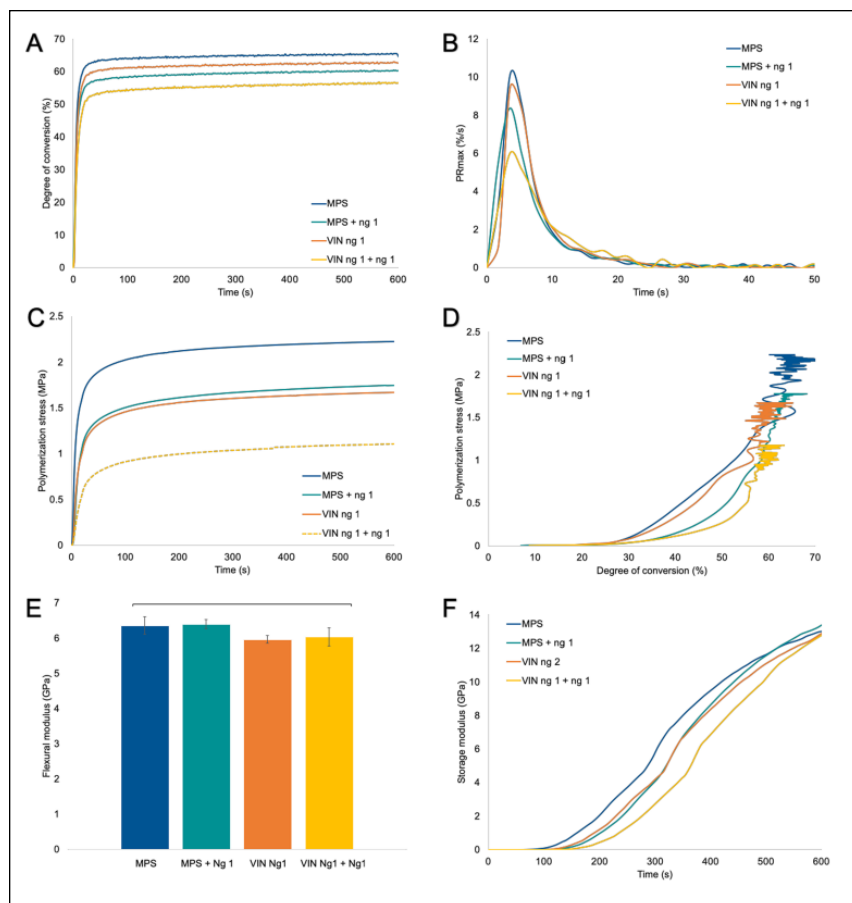 A
70
60
50
40
30
20
10
0
Degree of conversion (%)
MPS
MPS + ng 1
VIN ng 1
VIN ng 1 + ng 1
0
100
200
300
400
500
600
Time (s)
B
12
10
8
6
4
2
0
PRmax (%/s)
MPS
MPS + ng 1
VIN ng 1
VIN ng 1 + ng 1
0
10
20
30
40
50
Time (s)
C
2.5
2
1.5
1
0.5
0
Polymerization stress (MPa)
MPS
MPS + ng 1
VIN ng 1
VIN ng 1 + ng 1
0
100
200
300
400
500
600
Time (s)
D
2.5
2
1.5
1
0.5
0
Polymerization stress (MPa)
MPS
MPS + ng 1
VIN ng 1
VIN ng 1 + ng 1
0
10
20
30
40
50
60
70
Degree of conversion (%)
E
7
6
5
4
3
2
1
0
Flexural modulus (GPa)
MPS
MPS + Ng 1
VIN Ng1
VIN Ng1 + Ng1
F
14
12
10
8
6
4
2
0
Storage modulus (GPa)
MPS
MPS + ng 1
VIN ng 2
VIN ng 1 + ng 1
0
100
200
300
400
500
600
Time (s)